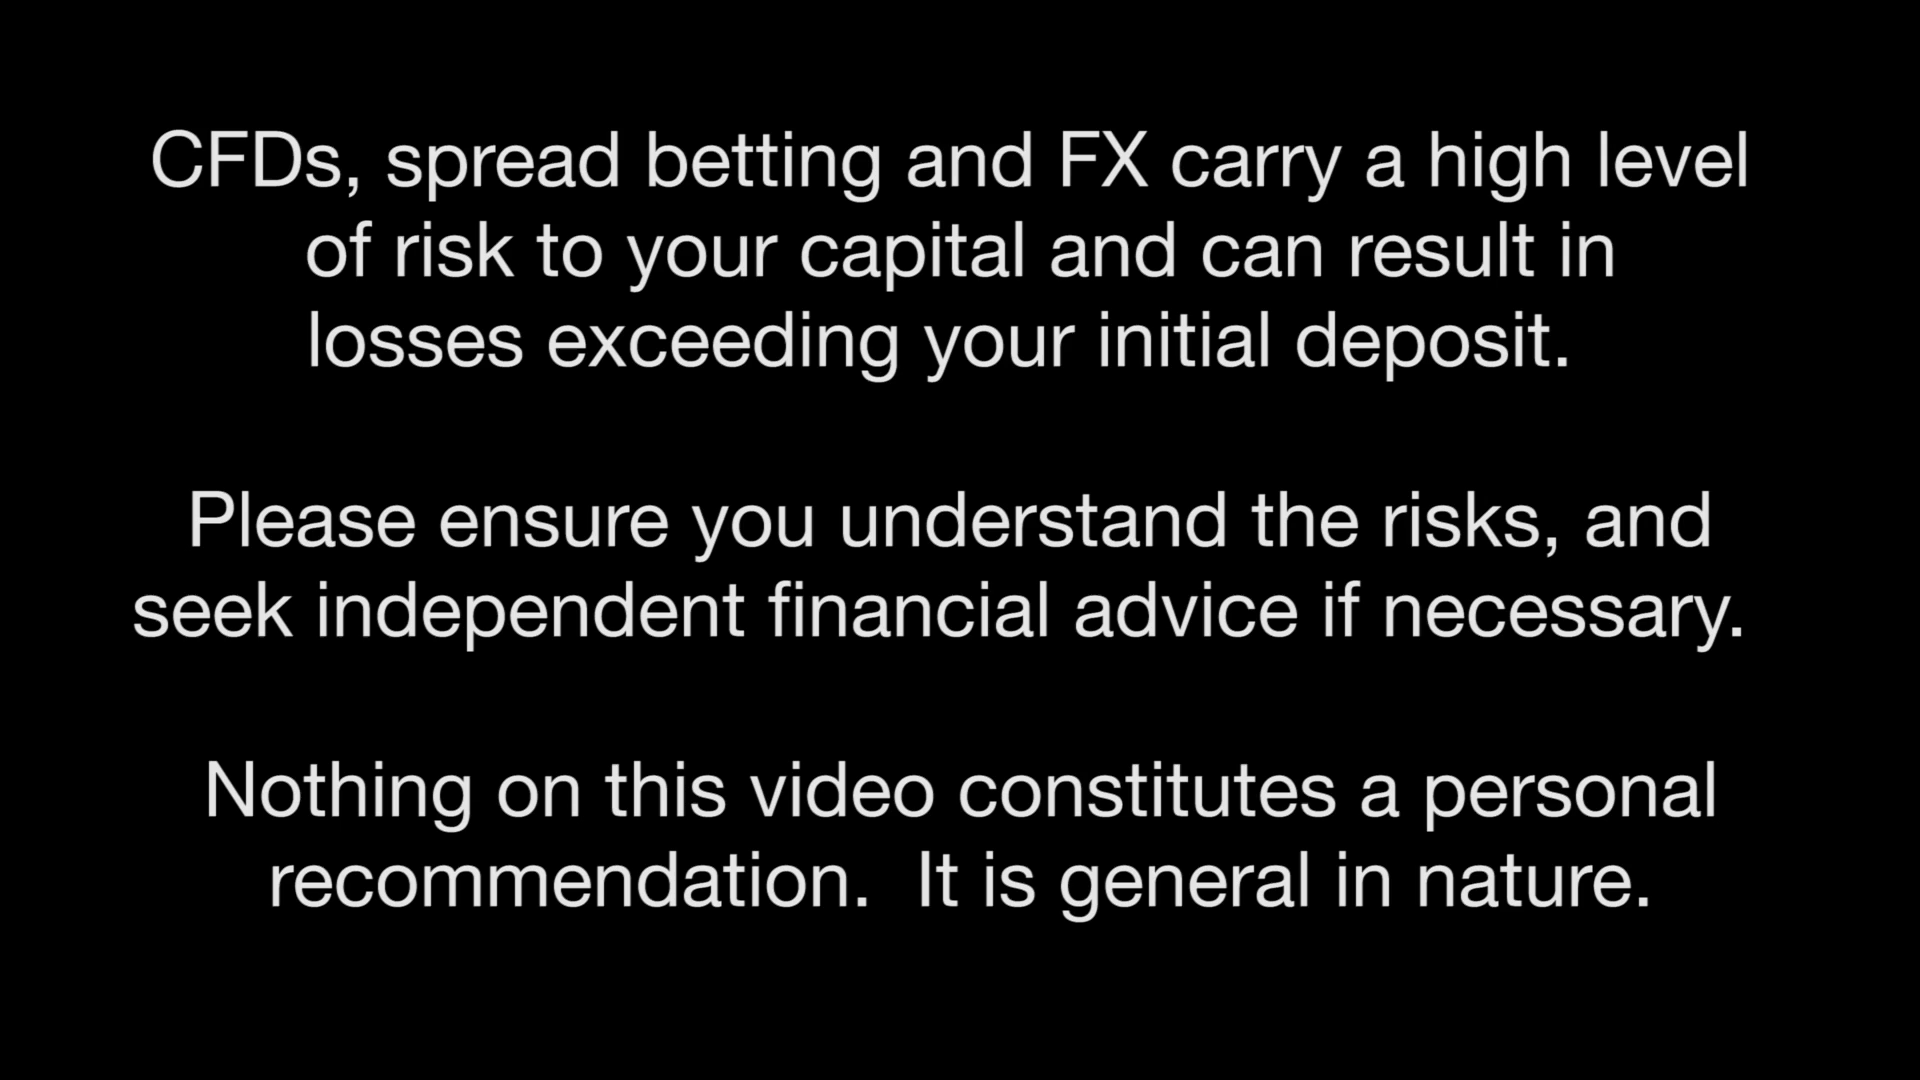 CFDs, spread betting and FX carry a high level
of risk to your capital and can result in
losses exceeding your initial deposit.
Please ensure you understand the risks, and
seek independent financial advice if necessary.
Nothing on this video constitutes a personal
recommendation.  It is general in nature.